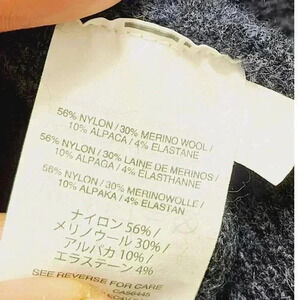 56% NYLON / 30% MERINO WOOL /
10% ALPACA / 4% ELASTANE
56% NYLON / 30% LAINE DE MERINOS /
10% ALPAGA / 4% ELASTHANNE
56% NYLON / 30% MERINOWOLLE /
10% ALPAKA / 4% ELASTAN
ナイロン 56% /
メリノウール 30% /
アルパカ 10% /
エラステーン 4%
SEE REVERSE FOR CARE
CA56445